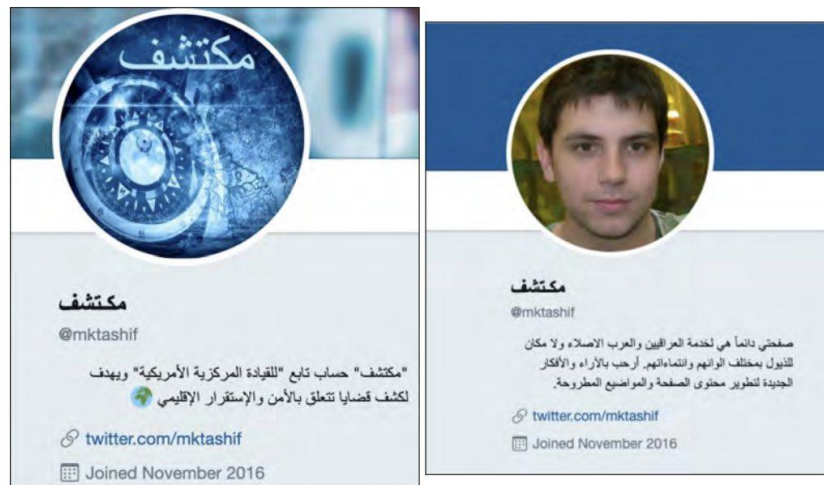 مكتشف
مكتشف
@mktashif
"مكتشف" حساب تابع "للقيادة المركزية الأمريكية" ويهدف
لكشف قضايا تتعلق بالأمن والإستقرار الإقليمي
twitter.com/mktashif
Joined November 2016
مكتشف
@mktashif
صفحتي دائماً هي لخدمة العراقيين والعرب الاصلاء ولا مكان
للذيول بمختلف الوانهم وانتماءاتهم. أرحب بالآراء والأفكار
الجديدة لتطوير محتوى الصفحة والمواضيع المطروحة.
twitter.com/mktashif
Joined November 2016